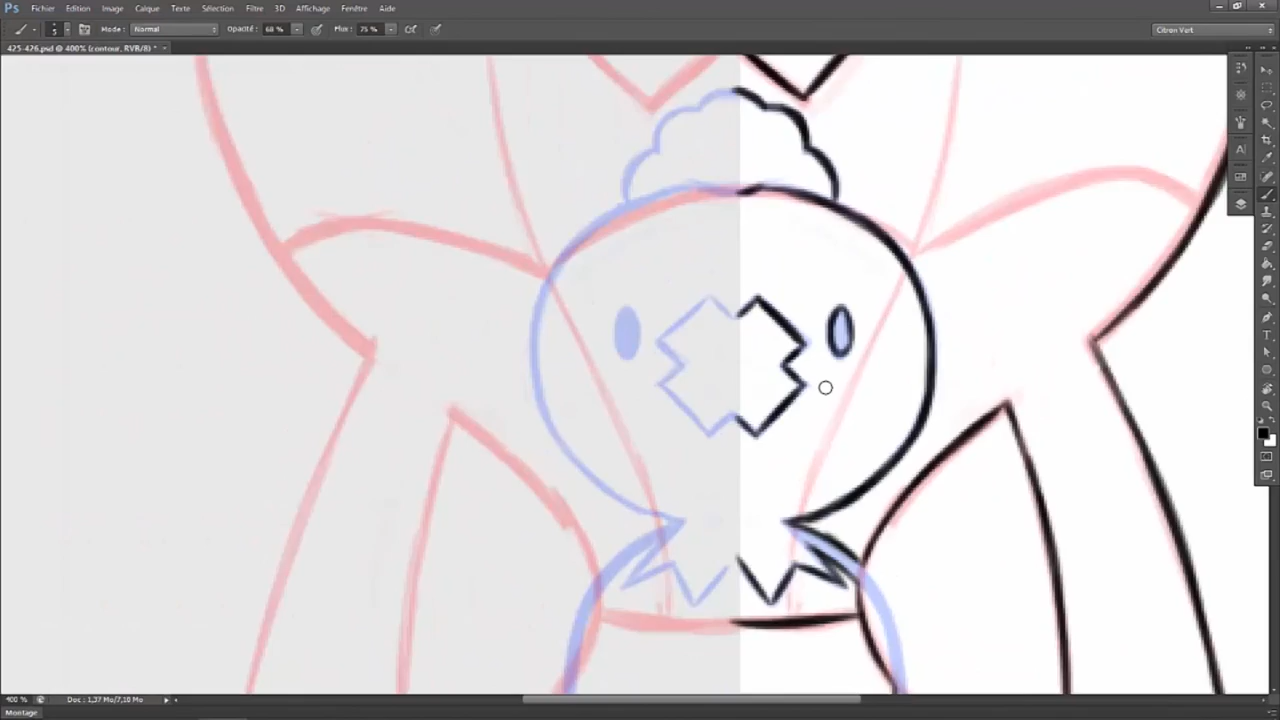 Ps Fichier Edition Image Calque Texte Sélection Filtre 3D Affichage Fenêtre Aide
5 Mode : Normal Opacité : 68 % Flux : 75 % Citron Vert
425-426.psd @ 400% (contour, RVB/8) *
400 % Doc : 1,37 Mo/7,10 Mo
Montage